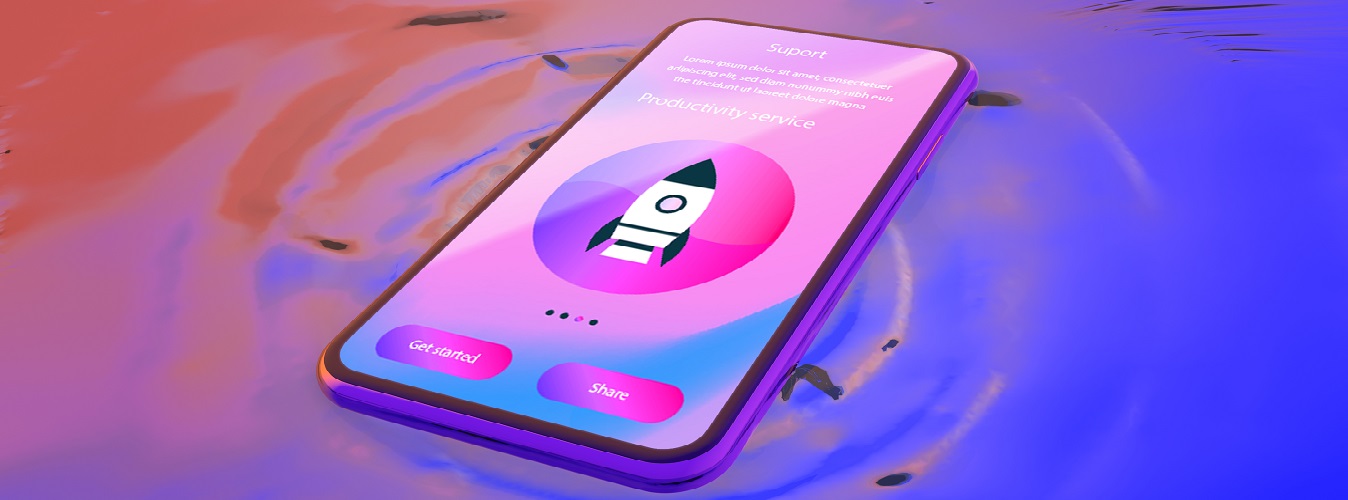 Suport
Lorem ipsum dolor sit amet, consectetuer
adipiscing elit, sed diam nonummy nibh euis
the tincidunt ut laoreet dolore magna
Productivity service
Get started
Share